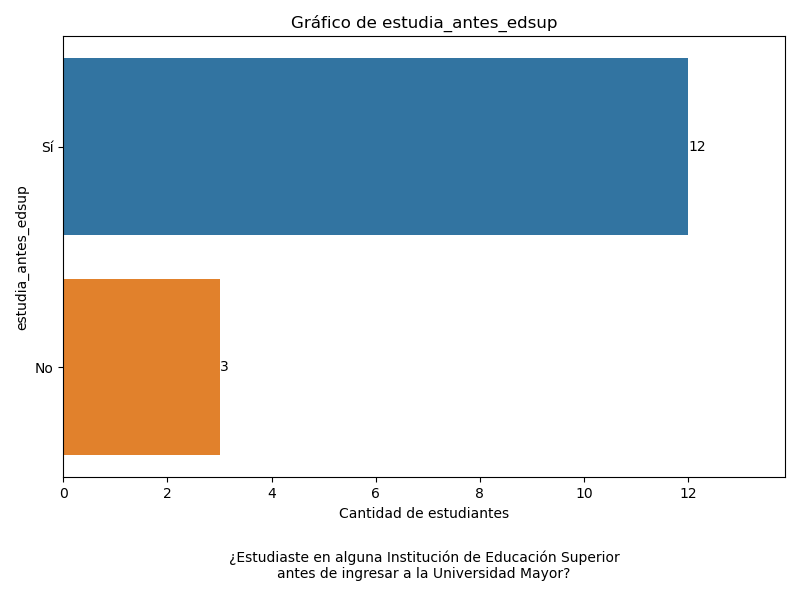 Gráfico de estudia_antes_edsup
estudia_antes_edsup
Sí
12
No
3
0 2 4 6 8 10 12
Cantidad de estudiantes
¿Estudiaste en alguna Institución de Educación Superior
antes de ingresar a la Universidad Mayor?